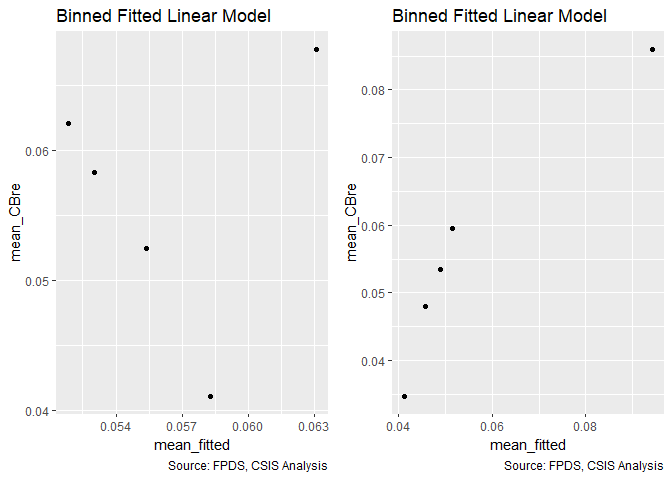 Binned Fitted Linear Model
mean_CBre
0.06
0.05
0.04
0.054
0.057
0.060
0.063
mean_fitted
Source: FPDS, CSIS Analysis
Binned Fitted Linear Model
mean_CBre
0.08
0.07
0.06
0.05
0.04
0.04
0.06
0.08
mean_fitted
Source: FPDS, CSIS Analysis